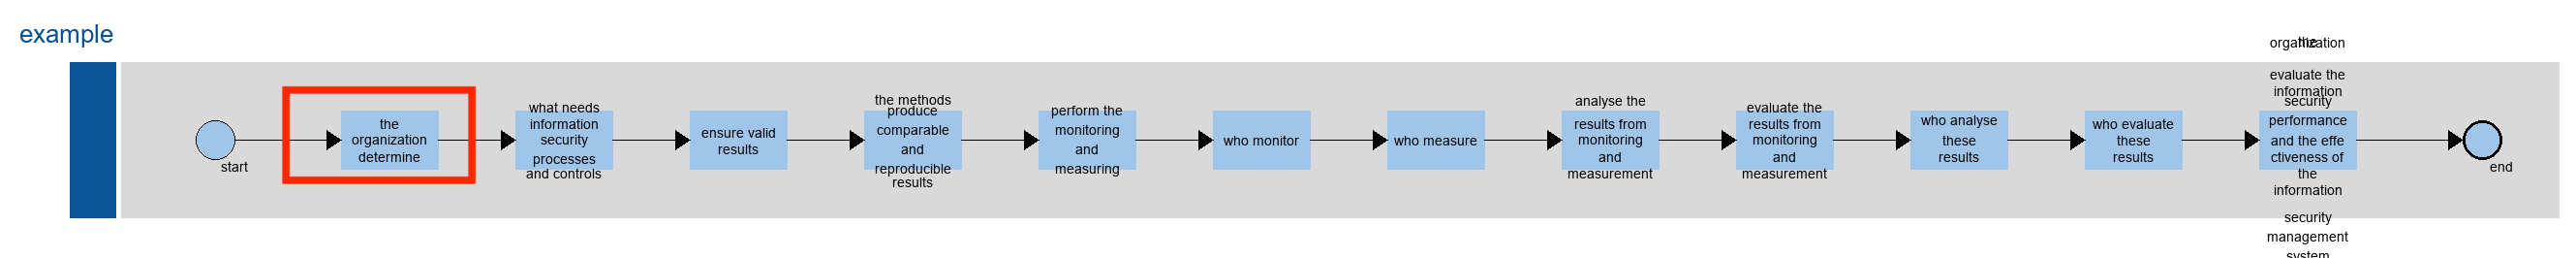 example
start
the
organization
determine
what needs
information
security
processes
and controls
ensure valid
results
the methods
produce
comparable
and
reproducible
results
perform the
monitoring
and
measuring
who monitor
who measure
analyse the
results from
monitoring
and
measurement
evaluate the
results from
monitoring
and
measurement
who analyse
these
results
who evaluate
these
results
the
organization
evaluate the
information
security
performance
and the effe
ctiveness of
the
information
security
management
system
end